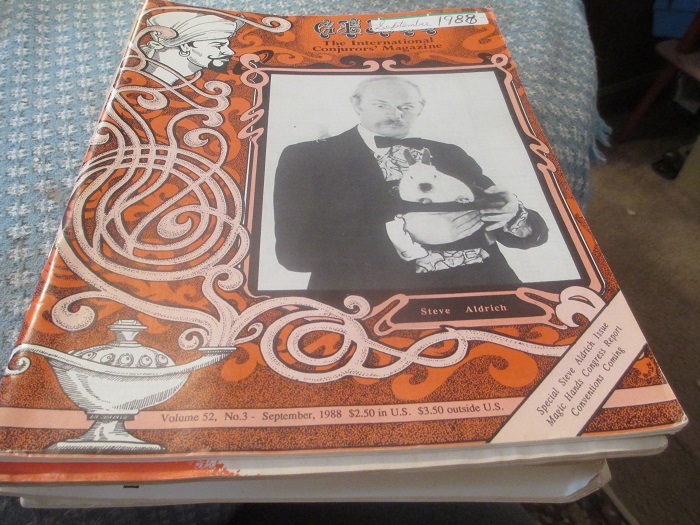 September 1988
The International
Conjurors' Magazine
Steve Aldrich
Special Steve Aldrich Issue
Magic Hands Congress Report
Conventions Coming
Volume 52, No.3 - September, 1988 $2.50 in U.S. $3.50 outside U.S.